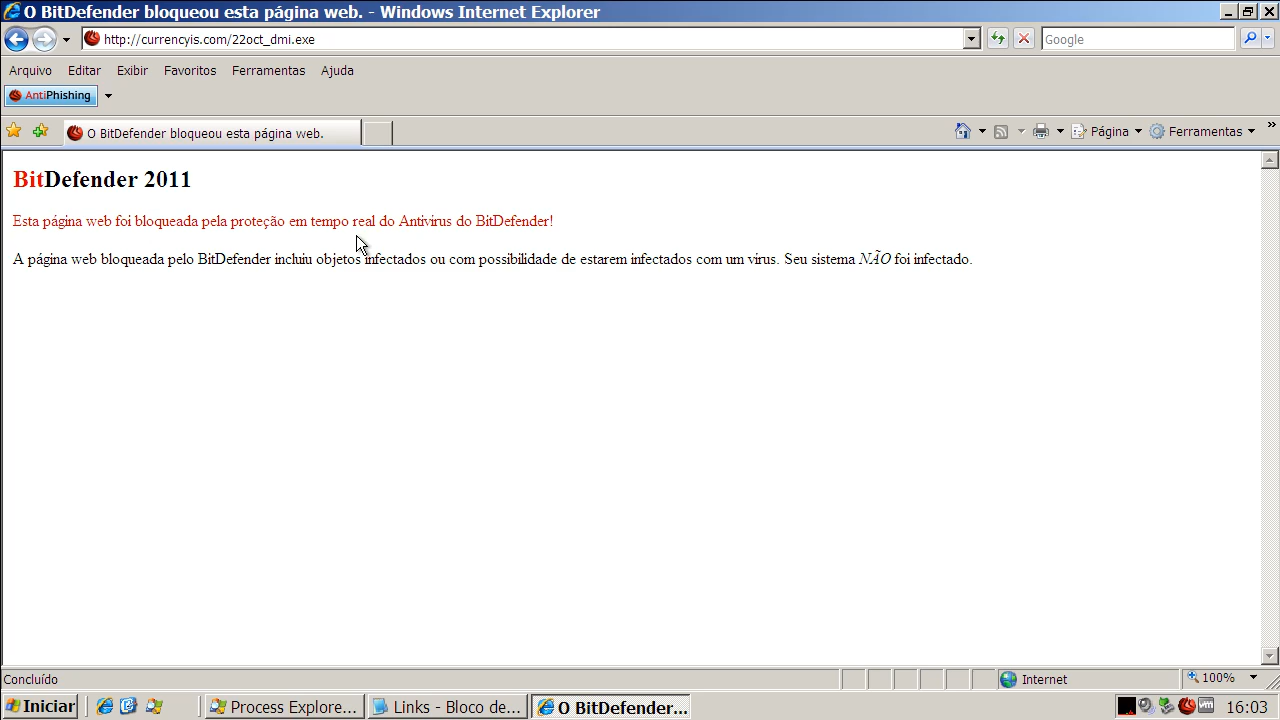 O BitDefender bloqueou esta página web. - Windows Internet Explorer
http://currencyis.com/22oct_dmi.exe
Google
Arquivo Editar Exibir Favoritos Ferramentas Ajuda
AntiPhishing
O BitDefender bloqueou esta página web.
Página Ferramentas »
BitDefender 2011
Esta página web foi bloqueada pela proteção em tempo real do Antivirus do BitDefender!
A página web bloqueada pelo BitDefender incluiu objetos infectados ou com possibilidade de estarem infectados com um virus. Seu sistema NÃO foi infectado.
Concluído
Internet
100%
Iniciar
Process Explore...
Links - Bloco de...
O BitDefender...
16:03